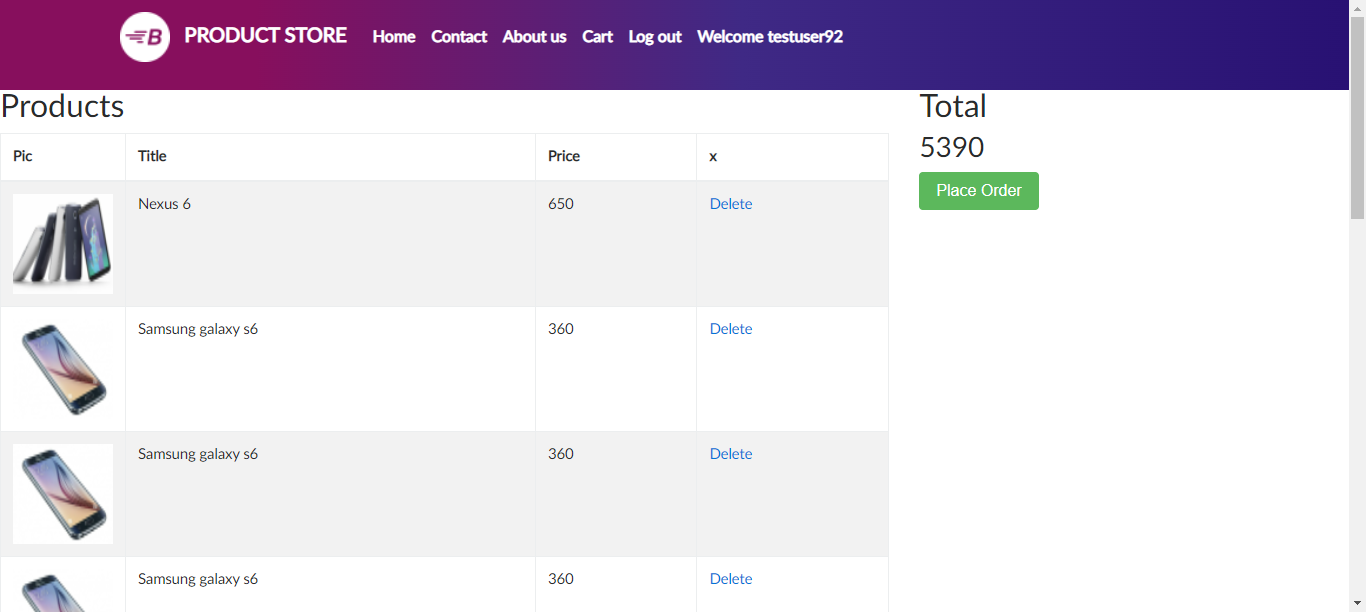 B PRODUCT STORE Home Contact About us Cart Log out Welcome testuser92
Products
Total
5390
Place Order
Pic Title Price x
Nexus 6 650 Delete
Samsung galaxy s6 360 Delete
Samsung galaxy s6 360 Delete
Samsung galaxy s6 360 Delete